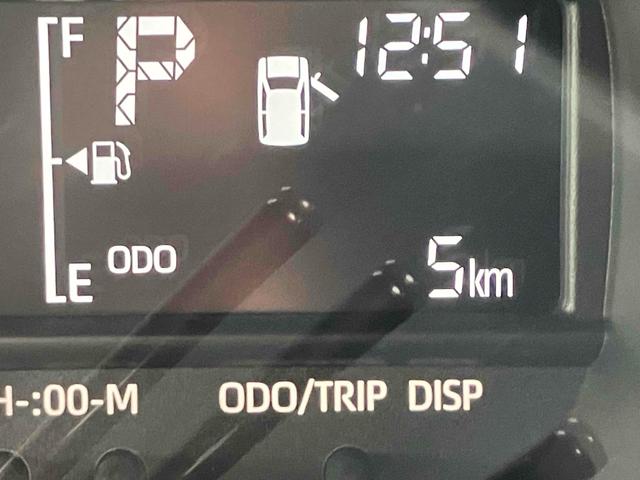 F P 12:51
ODO
E 5km
H-:00-M ODO/TRIP DISP